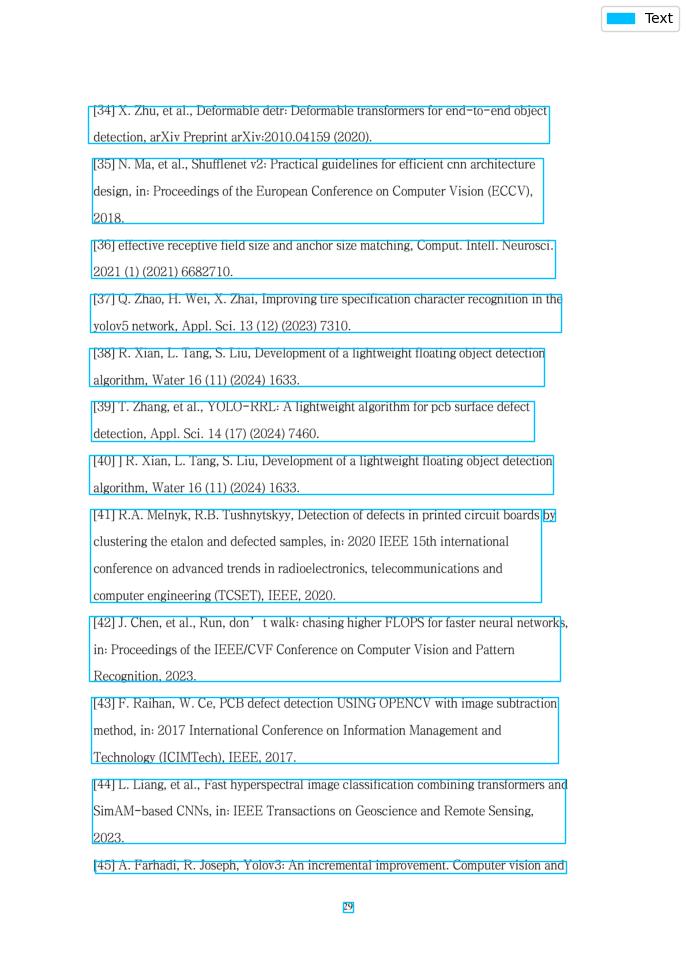 Text
[34] X. Zhu, et al., Deformable detr: Deformable transformers for end-to-end object
detection, arXiv Preprint arXiv:2010.04159 (2020).
[35] N. Ma, et al., Shufflenet v2: Practical guidelines for efficient cnn architecture
design, in: Proceedings of the European Conference on Computer Vision (ECCV),
2018.
[36] effective receptive field size and anchor size matching, Comput. Intell. Neurosci.
2021 (1) (2021) 6682710.
[37] Q. Zhao, H. Wei, X. Zhai, Improving tire specification character recognition in the
yolov5 network, Appl. Sci. 13 (12) (2023) 7310.
[38] R. Xian, L. Tang, S. Liu, Development of a lightweight floating object detection
algorithm, Water 16 (11) (2024) 1633.
[39] T. Zhang, et al., YOLO-RRL: A lightweight algorithm for pcb surface defect
detection, Appl. Sci. 14 (17) (2024) 7460.
[40] ] R. Xian, L. Tang, S. Liu, Development of a lightweight floating object detection
algorithm, Water 16 (11) (2024) 1633.
[41] R.A. Melnyk, R.B. Tushnytskyy, Detection of defects in printed circuit boards by
clustering the etalon and defected samples, in: 2020 IEEE 15th international
conference on advanced trends in radioelectronics, telecommunications and
computer engineering (TCSET), IEEE, 2020.
[42] J. Chen, et al., Run, don’t walk: chasing higher FLOPS for faster neural networks,
in: Proceedings of the IEEE/CVF Conference on Computer Vision and Pattern
Recognition, 2023.
[43] F. Raihan, W. Ce, PCB defect detection USING OPENCV with image subtraction
method, in: 2017 International Conference on Information Management and
Technology (ICIMTech), IEEE, 2017.
[44] L. Liang, et al., Fast hyperspectral image classification combining transformers and
SimAM-based CNNs, in: IEEE Transactions on Geoscience and Remote Sensing,
2023.
[45] A. Farhadi, R. Joseph, Yolov3: An incremental improvement. Computer vision and
29